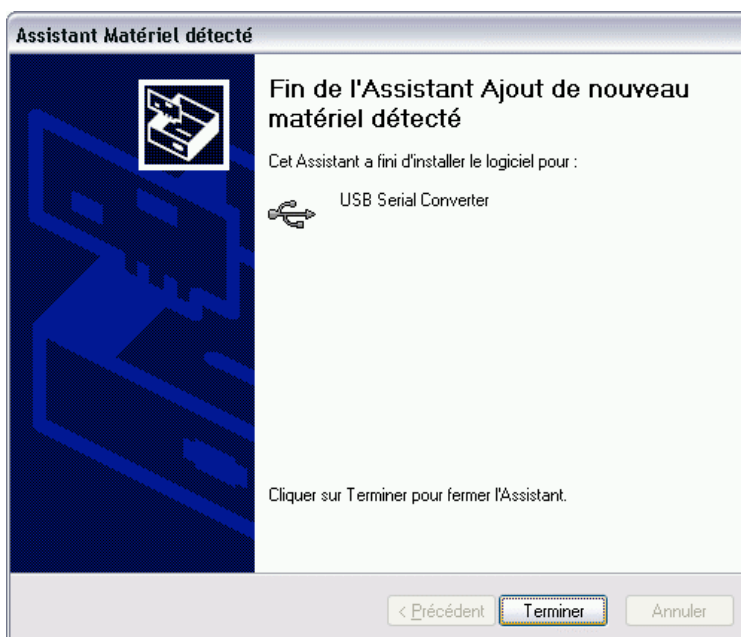 Assistant Matériel détecté
Fin de l'Assistant Ajout de nouveau
matériel détecté
Cet Assistant a fini d'installer le logiciel pour :
USB Serial Converter
Cliquer sur Terminer pour fermer l'Assistant.
< Précédent
Terminer
Annuler